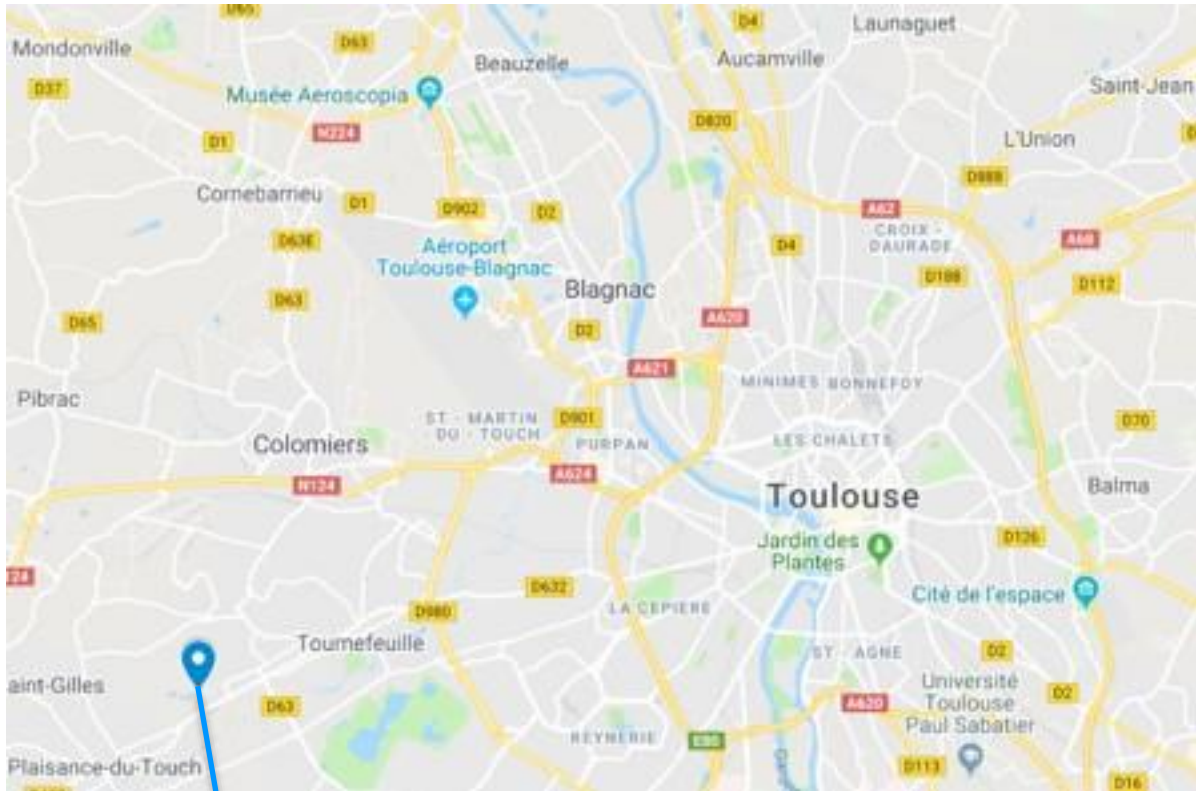 D65
Mondonville
D63
Beauzelle
D4
Aucamville
Launaguet
D37
Musée Aeroscopia
Saint-Jean
N224
D1
D820
L'Union
D888
Cornebarrieu
D1
D902
D2
A62
CROIX -
DAURADE
A68
D63E
Aéroport
Toulouse-Blagnac
D4
D188
D112
D63
Blagnac
D65
D2
A620
A621
Pibrac
MINIMES BONNEFOY
ST - MARTIN
DU - TOUCH
D901
D70
Colomiers
PURPAN
LES CHALETS
N124
A624
Toulouse
Balma
Jardin des
Plantes
D126
D632
LA CEPIERE
Cité de l'espace
D980
Tournefeuille
ST - AGNE
D2
aint-Gilles
D63
Université
Toulouse
Paul Sabatier
D2
A620
REYNERIE
E80
Plaisance-du-Touch
D113
D16